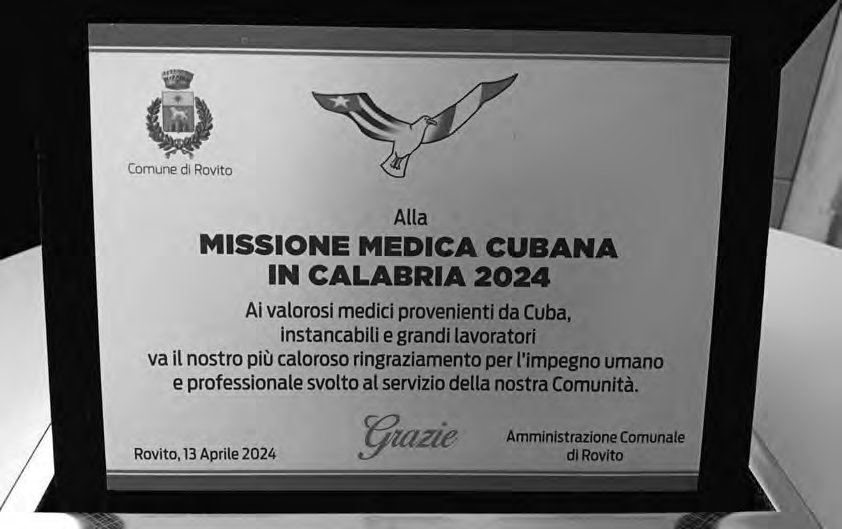 Comune di Rovito
Alla
MISSIONE MEDICA CUBANA
IN CALABRIA 2024
Ai valorosi medici provenienti da Cuba,
instancabili e grandi lavoratori
va il nostro più caloroso ringraziamento per l'impegno umano
e professionale svolto al servizio della nostra Comunità.
Grazie
Rovito, 13 Aprile 2024
Amministrazione Comunale
di Rovito